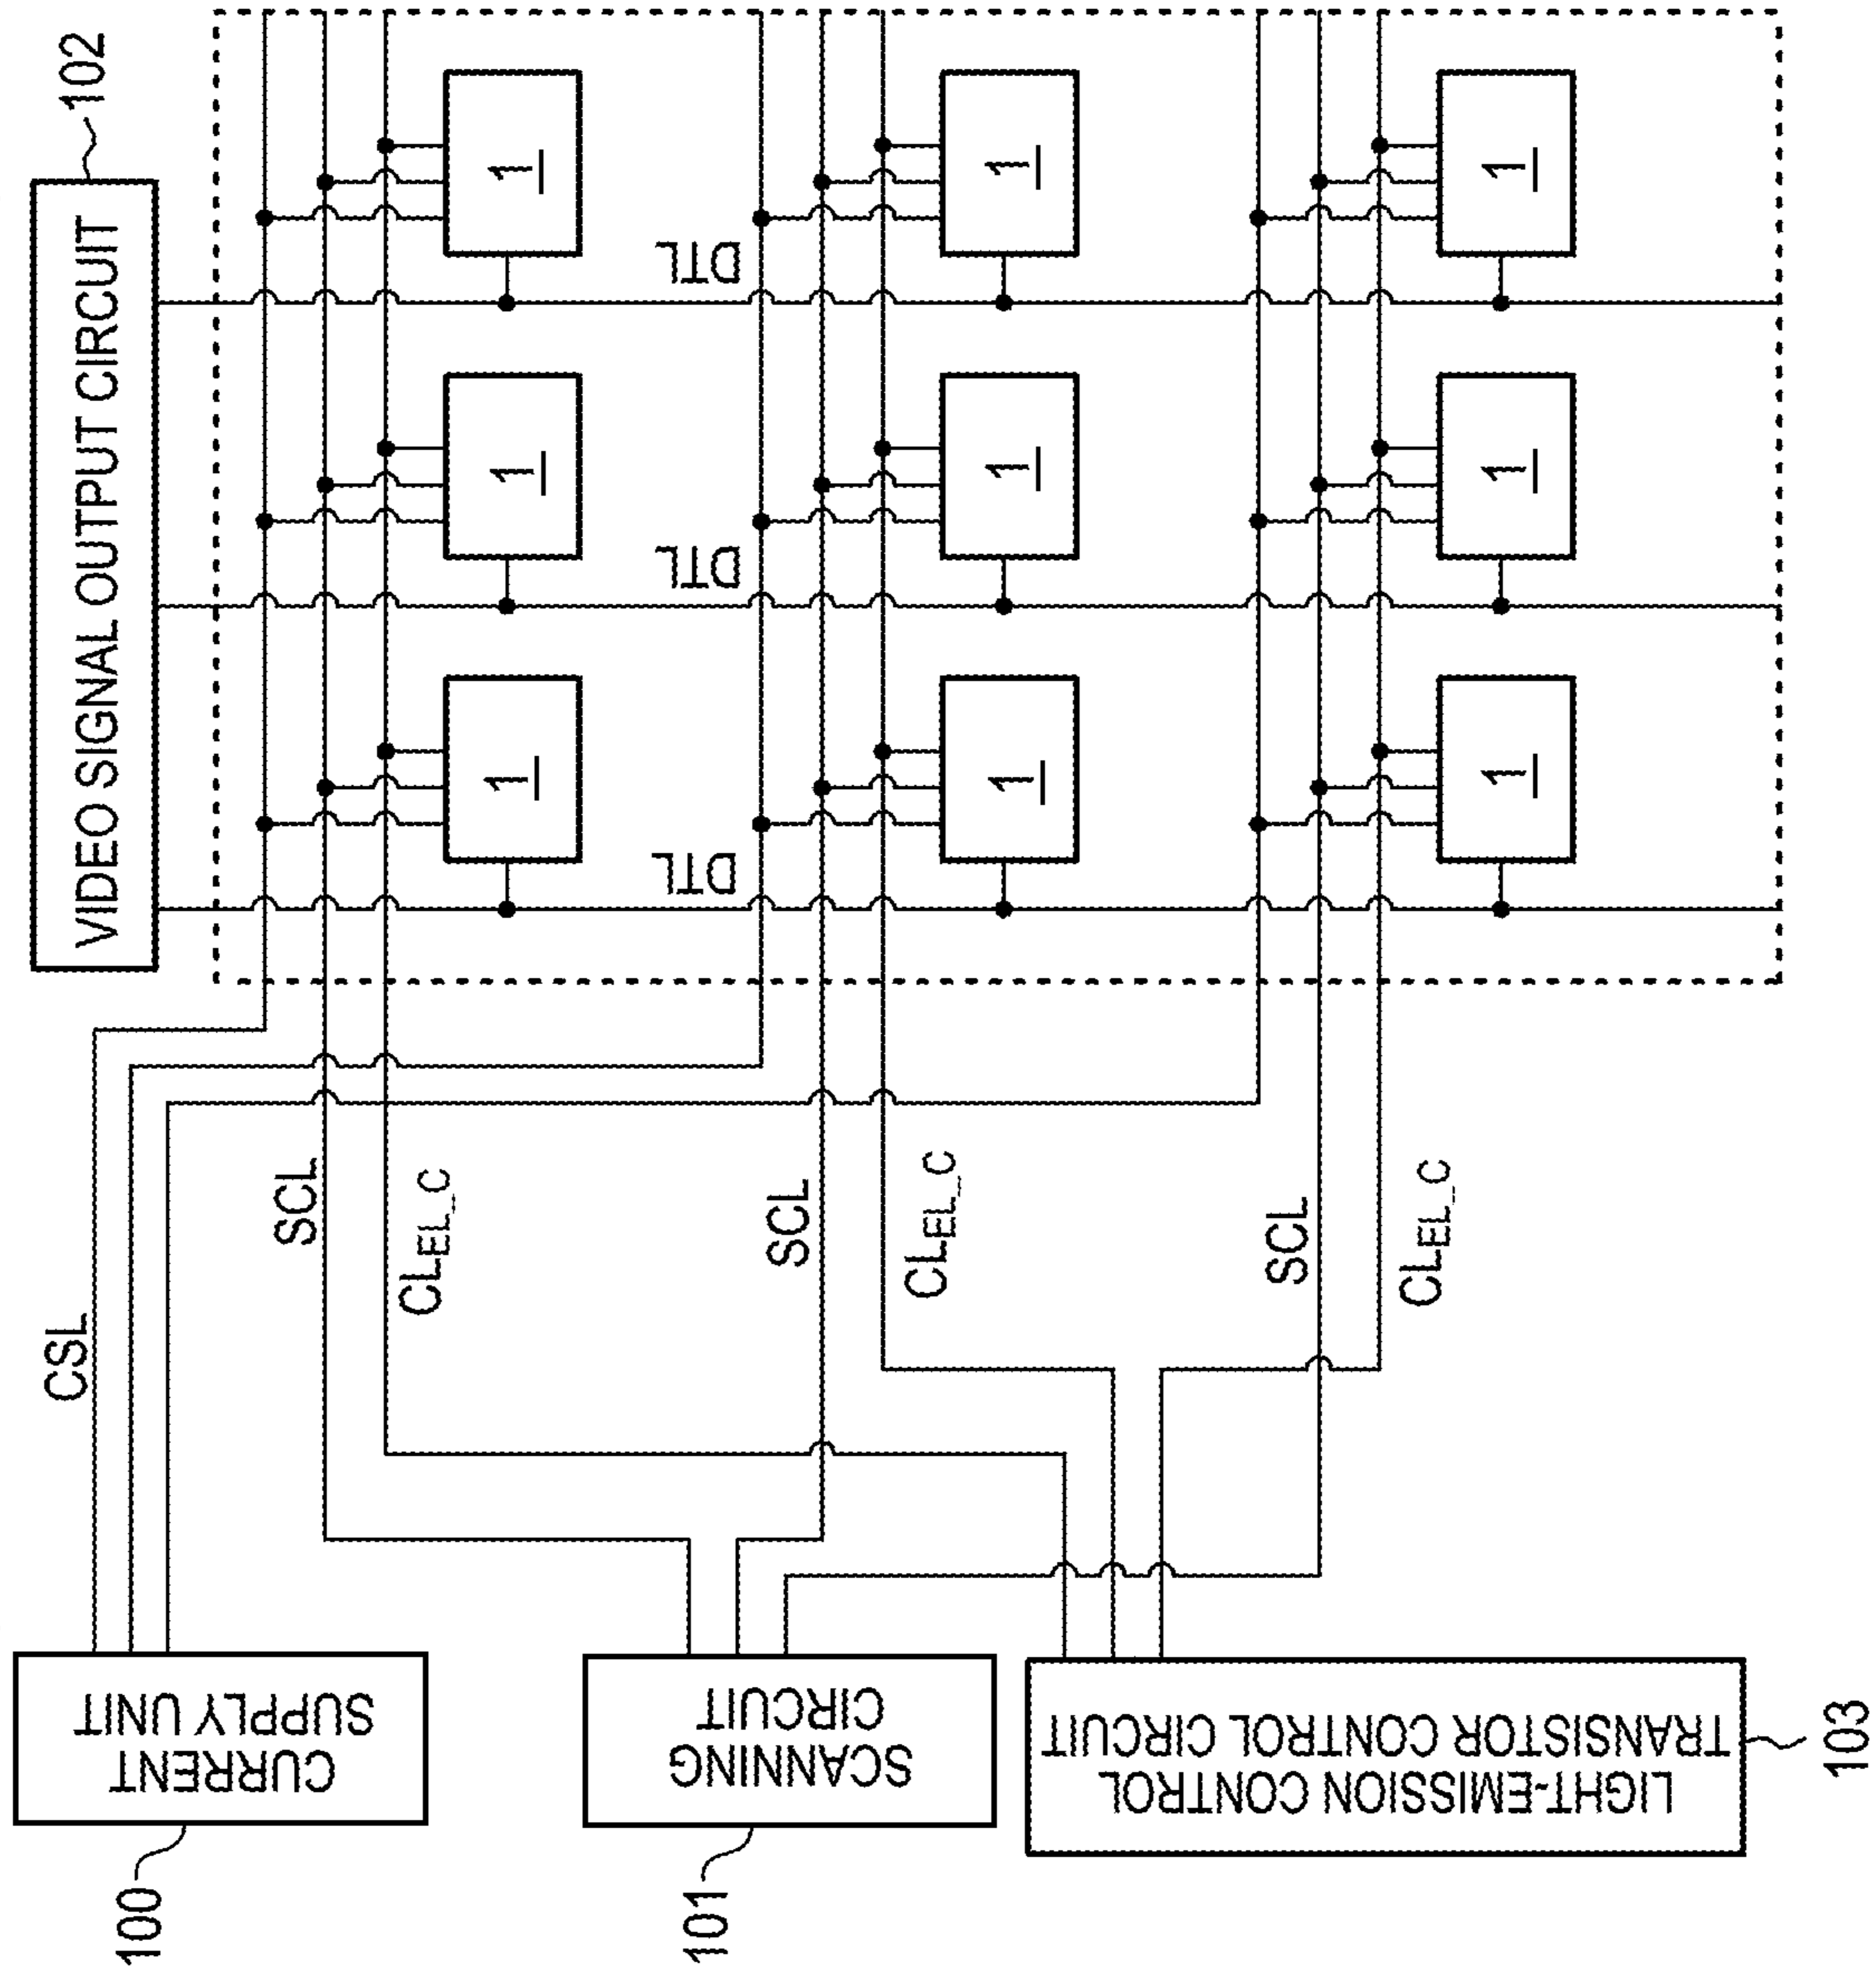 VIDEO SIGNAL OUTPUT CIRCUIT
102
DTL
DTL
DTL
1
1
1
1
1
1
1
1
1
CSL
SCL
CLEL_C
SCL
CLEL_C
SCL
CLEL_C
CURRENT
SUPPLY UNIT
100
SCANNING
CIRCUIT
101
LIGHT-EMISSION CONTROL
TRANSISTOR CONTROL CIRCUIT
103